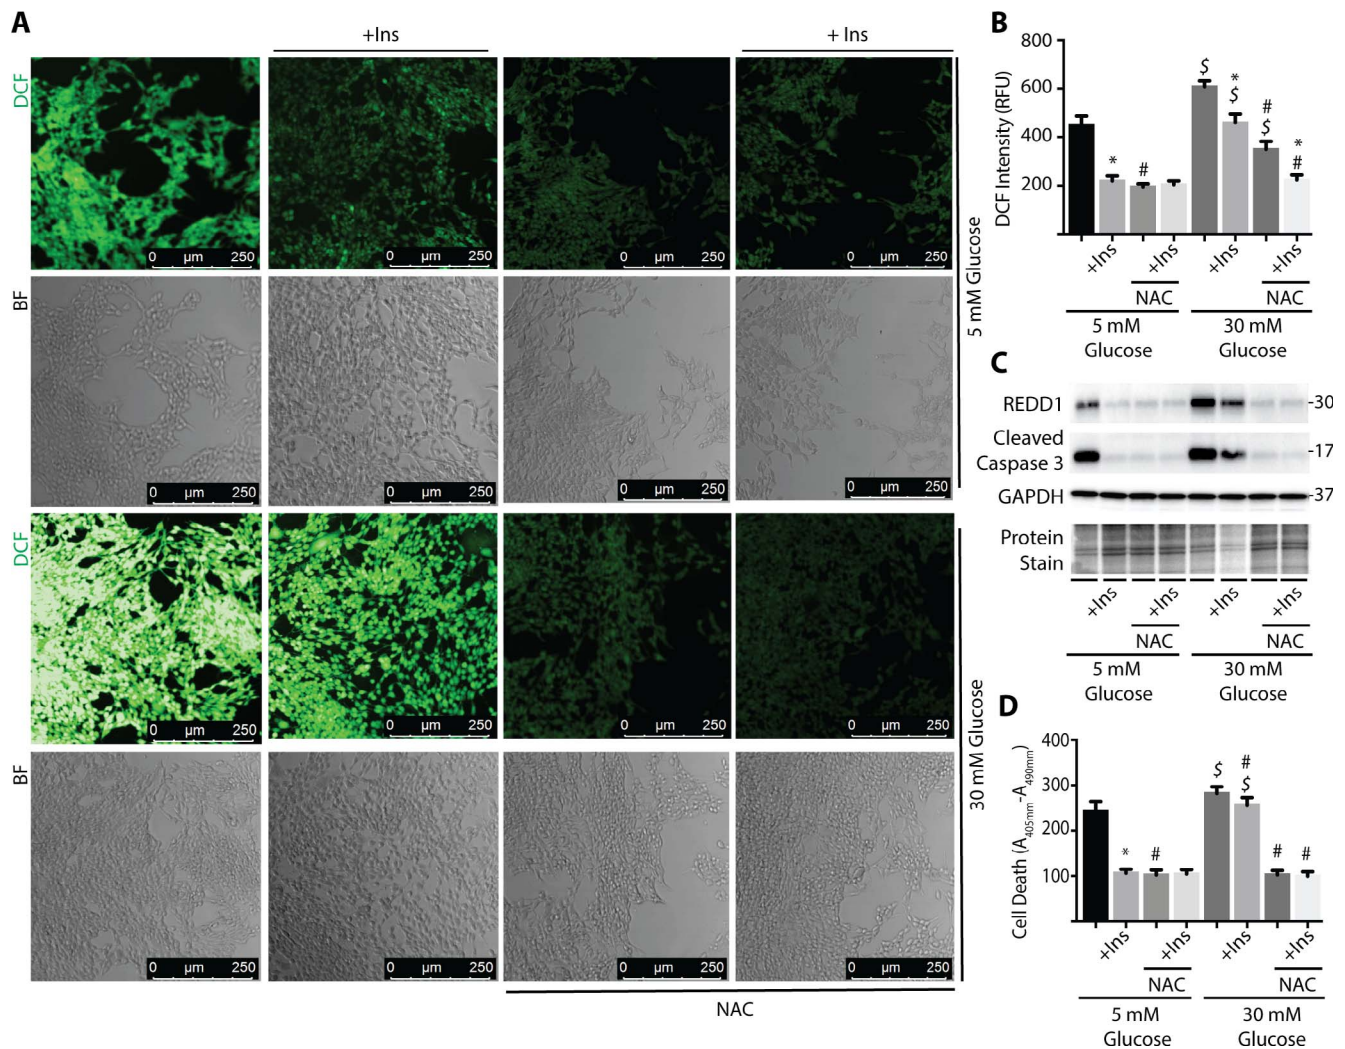 A
+Ins
+ Ins
DCF
0 µm 250
0 µm 250
0 µm 250
0 µm 250
BF
0 µm 250
0 µm 250
0 µm 250
0 µm 250
5 mM Glucose
DCF
0 µm 250
0 µm 250
0 µm 250
0 µm 250
BF
0 µm 250
0 µm 250
0 µm 250
0 µm 250
30 mM Glucose
NAC
B
DCF Intensity (RFU)
800
600
400
200
*
#
$
*
$
#
$
*
#
+Ins
+Ins
+Ins
+Ins
NAC
NAC
5 mM
Glucose
30 mM
Glucose
C
REDD1
-30
Cleaved
Caspase 3
-17
GAPDH
-37
Protein
Stain
+Ins
+Ins
+Ins
+Ins
NAC
NAC
5 mM
Glucose
30 mM
Glucose
D
Cell Death (A405mm-A490mm)
400
300
200
100
*
#
$
#
$
#
#
+Ins
+Ins
+Ins
+Ins
NAC
NAC
5 mM
Glucose
30 mM
Glucose